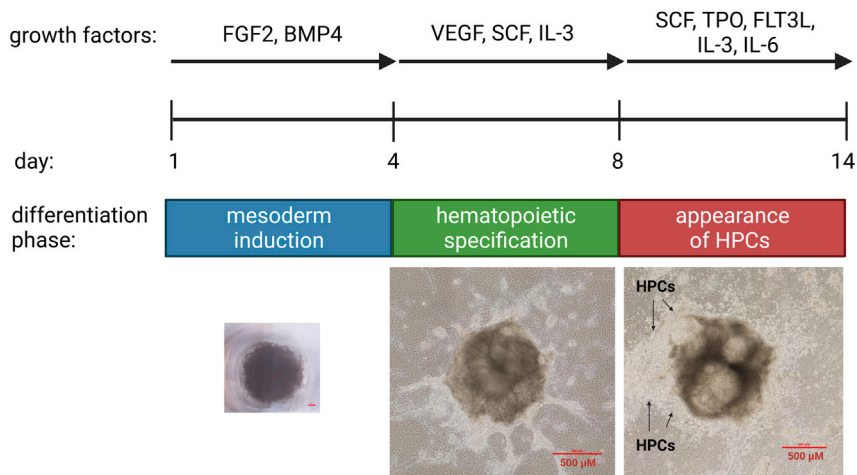 growth factors:
FGF2, BMP4
VEGF, SCF, IL-3
SCF, TPO, FLT3L,
IL-3, IL-6
day:
1
4
8
14
differentiation
phase:
mesoderm
induction
hematopoietic
specification
appearance
of HPCs
HPCs
HPCs
500 µM
500 µM